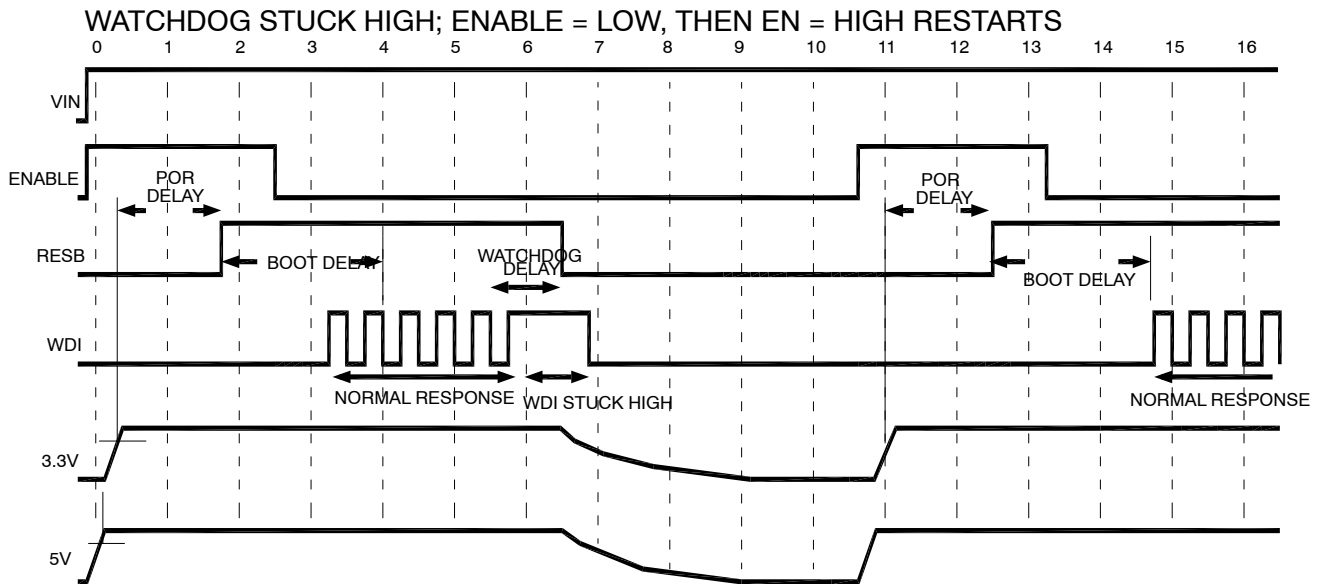 WATCHDOG STUCK HIGH; ENABLE = LOW, THEN EN = HIGH RESTARTS
0 1 2 3 4 5 6 7 8 9 10 11 12 13 14 15 16
VIN
ENABLE
POR
DELAY
POR
DELAY
RESB
BOOT DELAY
WATCHDOG
DELAY
BOOT DELAY
WDI
NORMAL RESPONSE
WDI STUCK HIGH
NORMAL RESPONSE
3.3V
5V